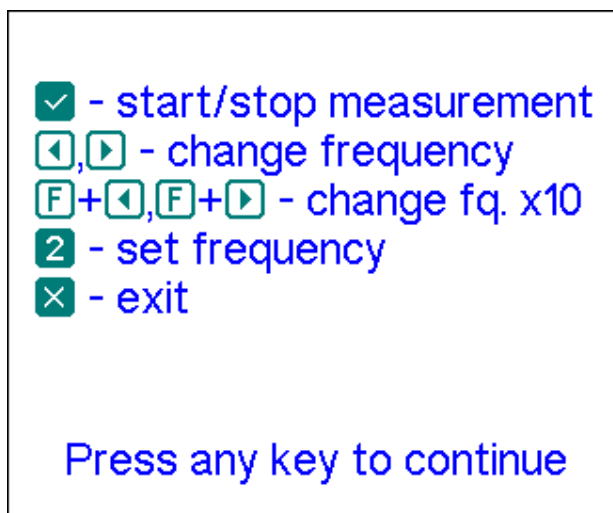 ✓ - start/stop measurement
◀,▶ - change frequency
F+◀,F+▶ - change fq. x10
2 - set frequency
✕ - exit
Press any key to continue